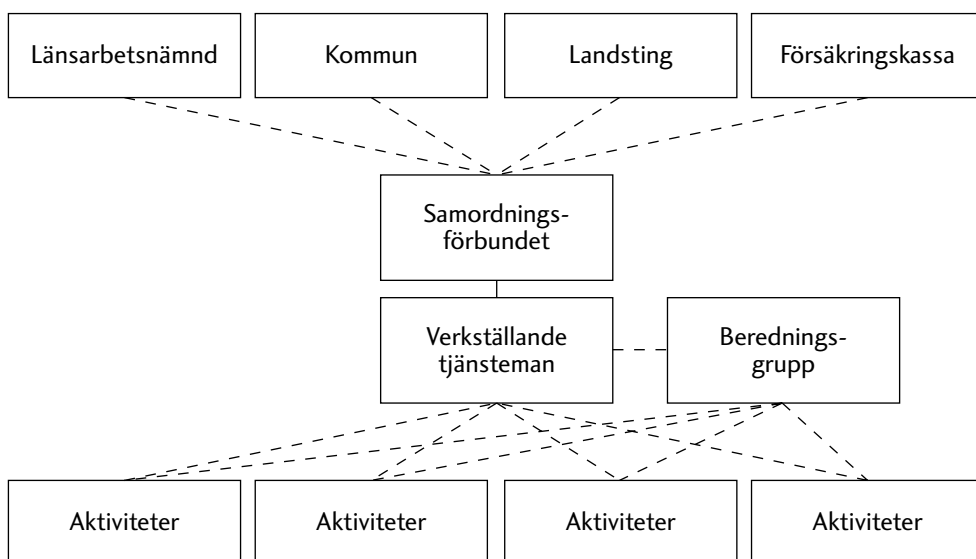 Länsarbetsnämnd
Kommun
Landsting
Försäkringskassa
Samordnings-
förbundet
Verkställande
tjänsteman
Berednings-
grupp
Aktiviteter
Aktiviteter
Aktiviteter
Aktiviteter